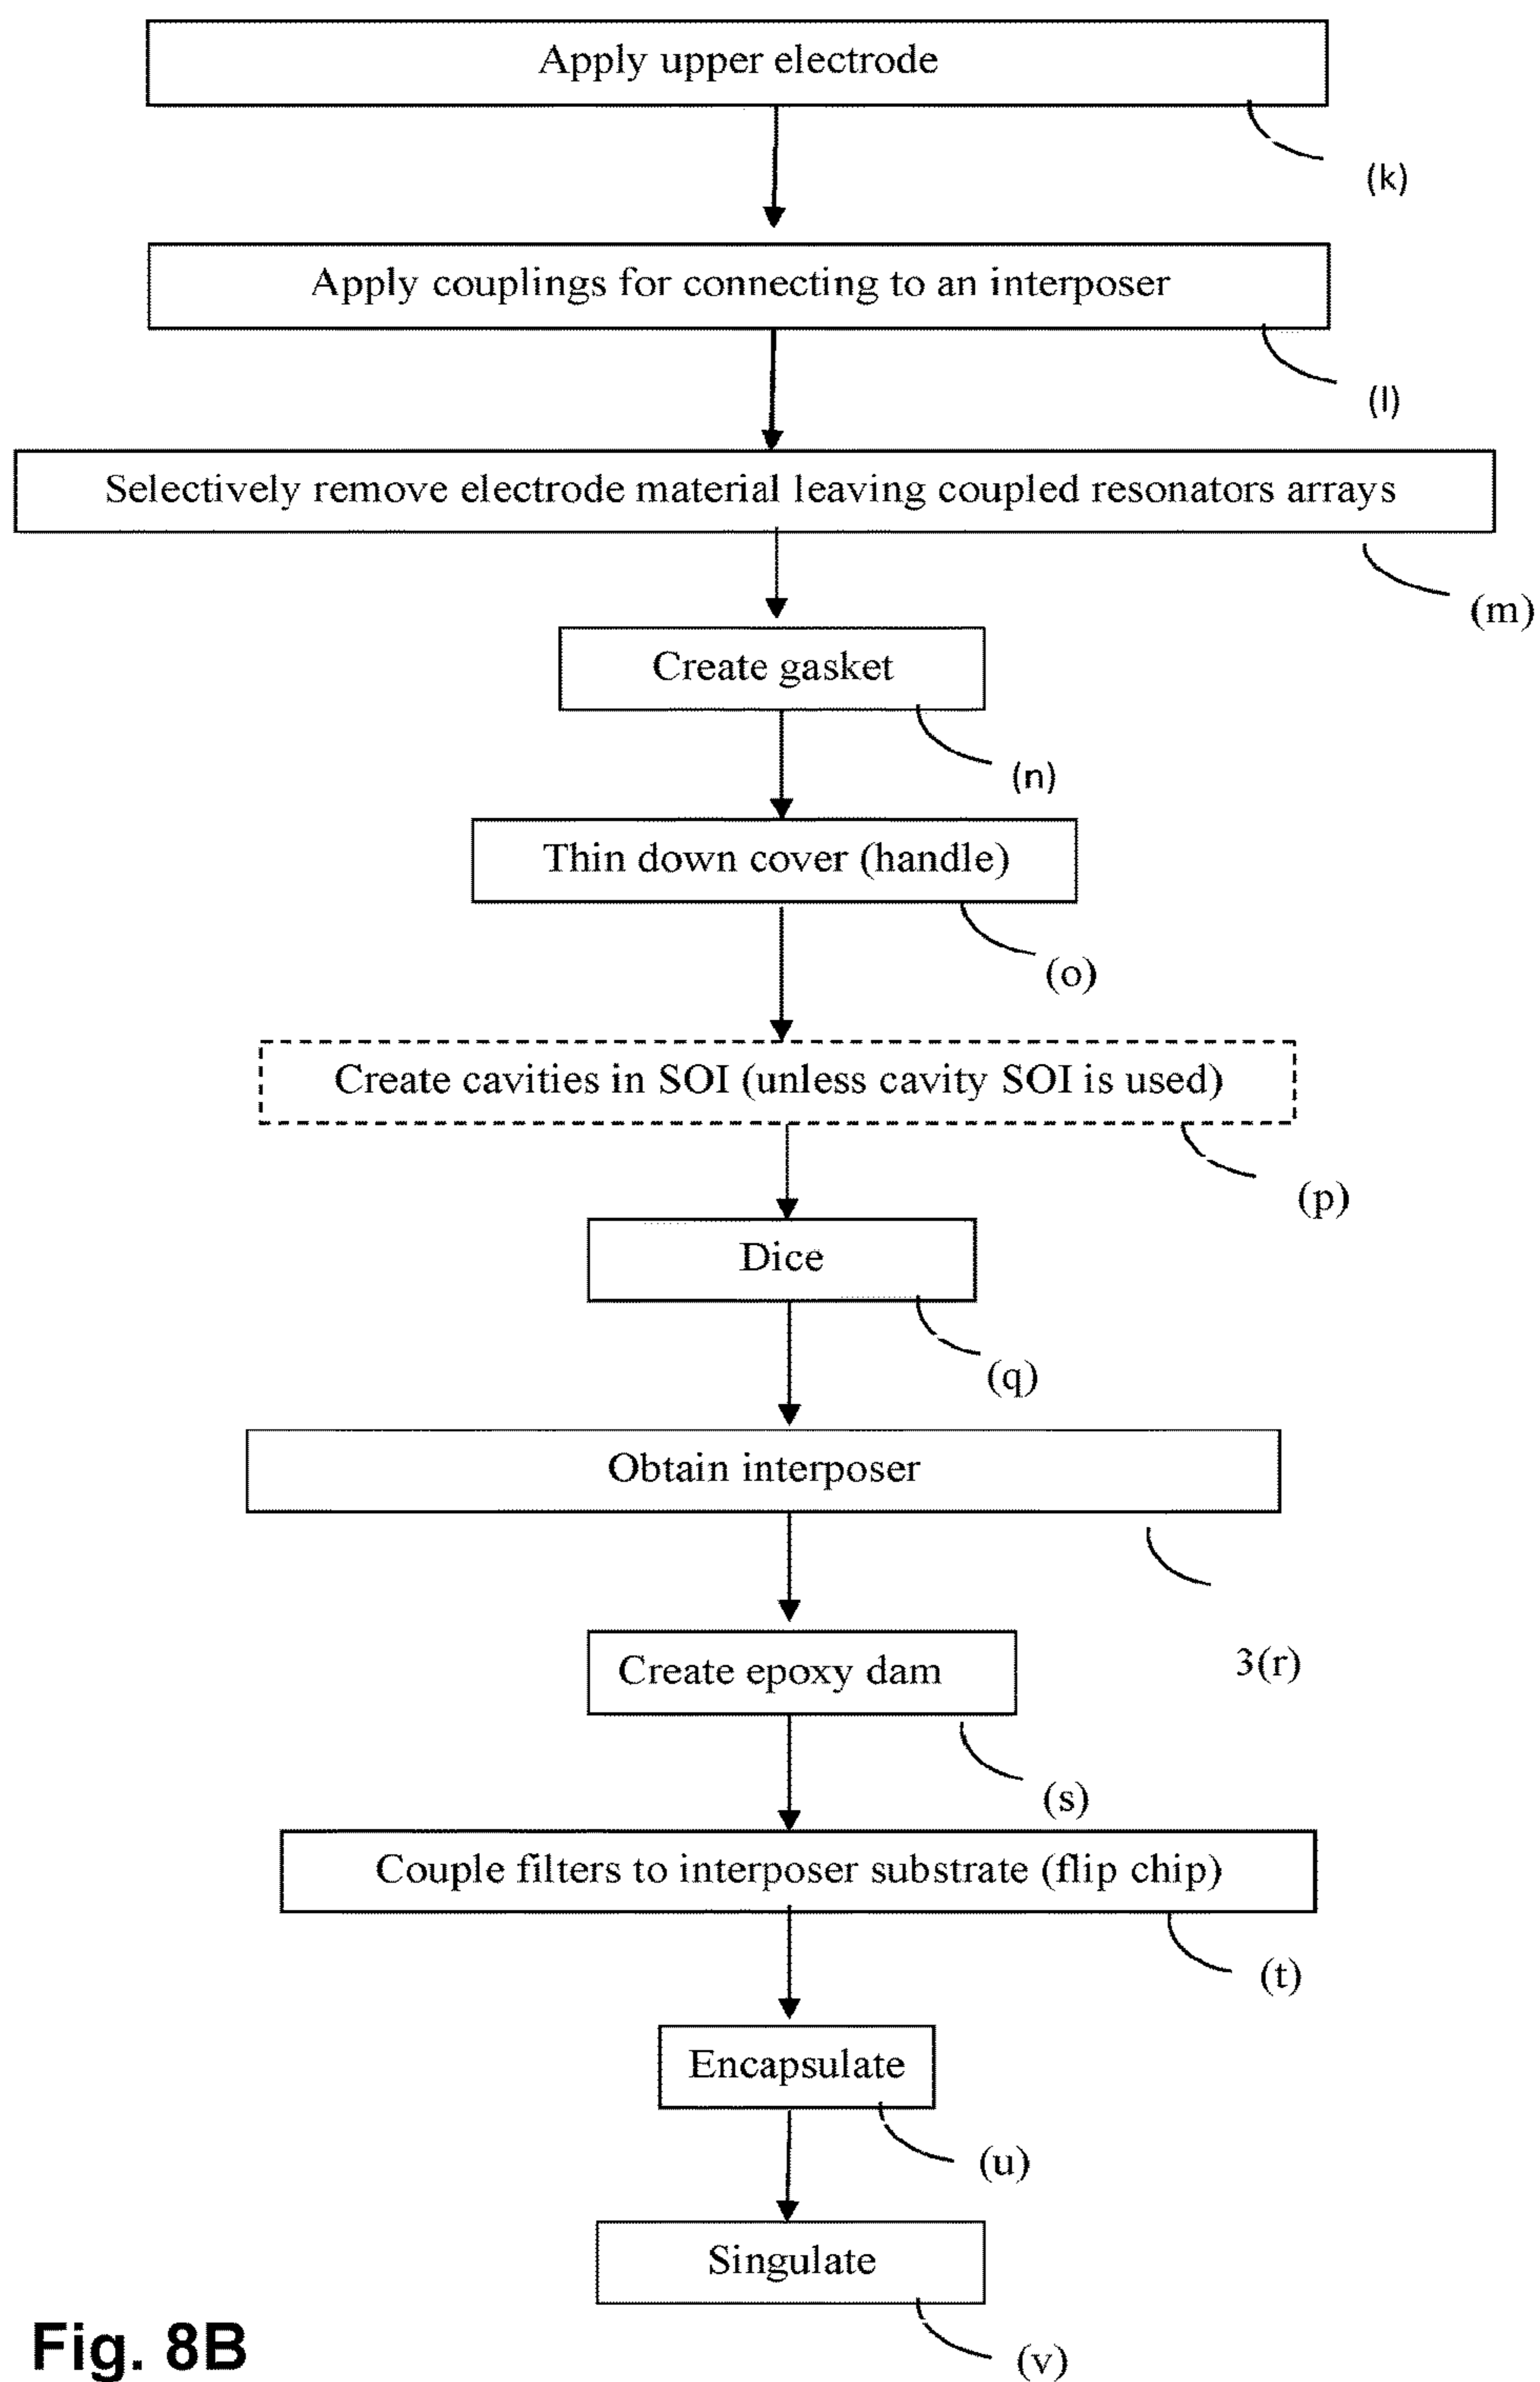 Apply upper electrode
(k)
Apply couplings for connecting to an interposer
(l)
Selectively remove electrode material leaving coupled resonators arrays
(m)
Create gasket
(n)
Thin down cover (handle)
(o)
Create cavities in SOI (unless cavity SOI is used)
(p)
Dice
(q)
Obtain interposer
3(r)
Create epoxy dam
(s)
Couple filters to interposer substrate (flip chip)
(t)
Encapsulate
(u)
Singulate
(v)
Fig. 8B